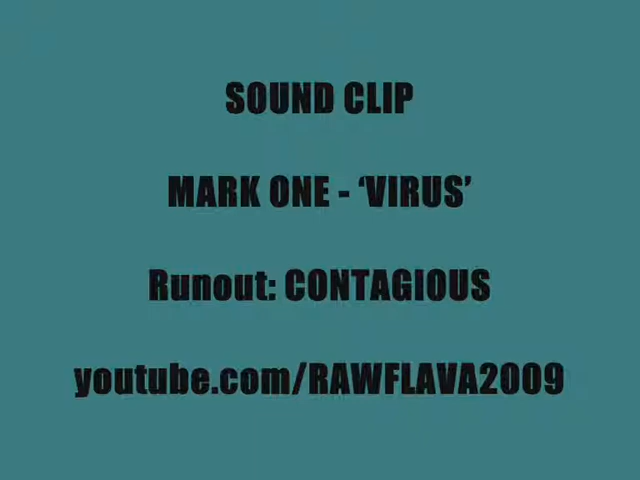 SOUND CLIP
MARK ONE - ‘VIRUS’
Runout: CONTAGIOUS
youtube.com/RAWFLAVA2009